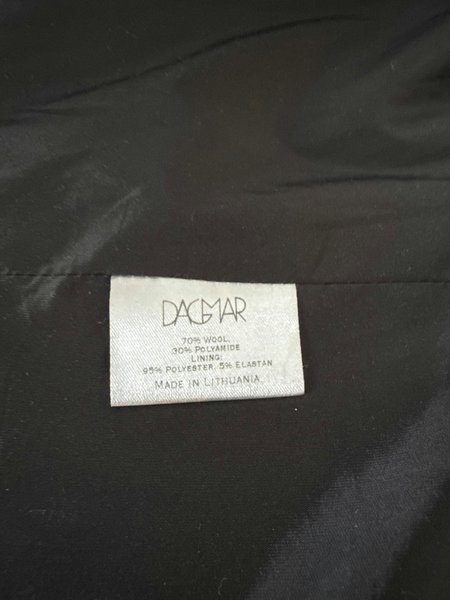 DAGMAR
70% WOOL,
30% POLYAMIDE
LINING:
95% POLYESTER, 5% ELASTAN
MADE IN LITHUANIA